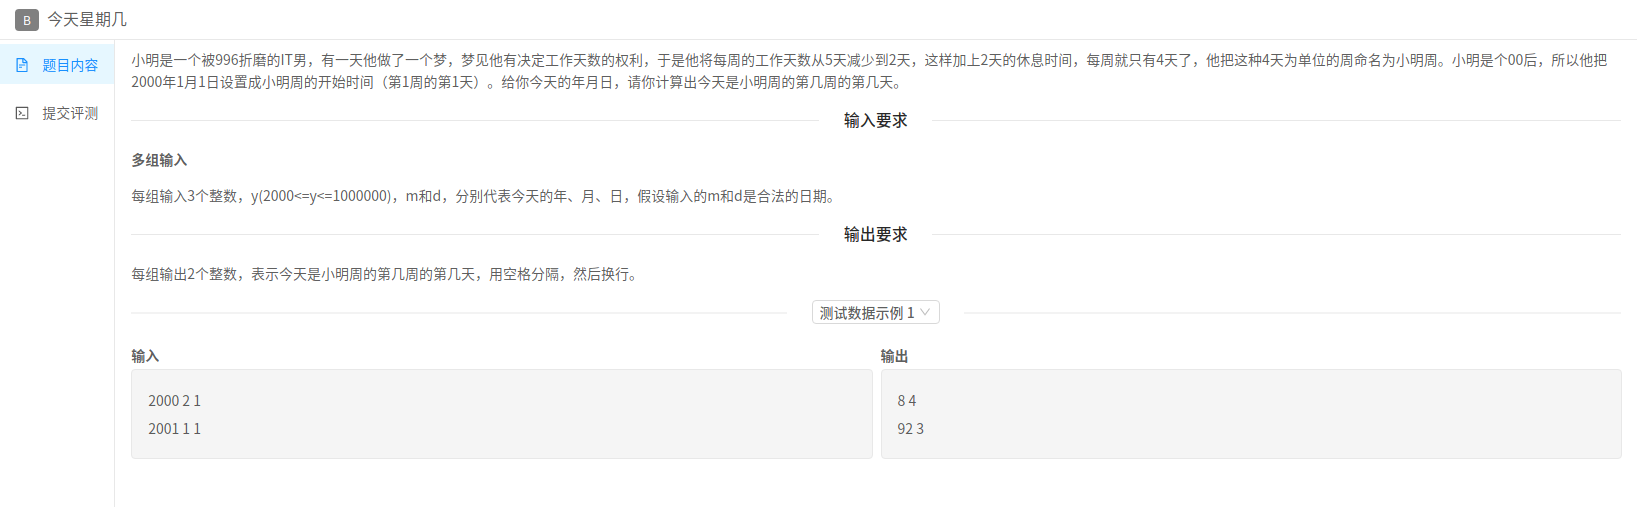 B 今天星期几
题目内容
提交评测
小明是一个被996折磨的IT男，有一天他做了一个梦，梦见他有决定工作天数的权利，于是他将每周的工作天数从5天减少到2天，这样加上2天的休息时间，每周就只有4天了，他把这种4天为单位的周命名为小明周。小明是个00后，所以他把
2000年1月1日设置成小明周的开始时间（第1周的第1天）。给你今天的年月日，请你计算出今天是小明周的第几周的第几天。
输入要求
多组输入
每组输入3个整数，y(2000<=y<=1000000)，m和d，分别代表今天的年、月、日，假设输入的m和d是合法的日期。
输出要求
每组输出2个整数，表示今天是小明周的第几周的第几天，用空格分隔，然后换行。
测试数据示例 1
输入
2000 2 1
2001 1 1
输出
8 4
92 3